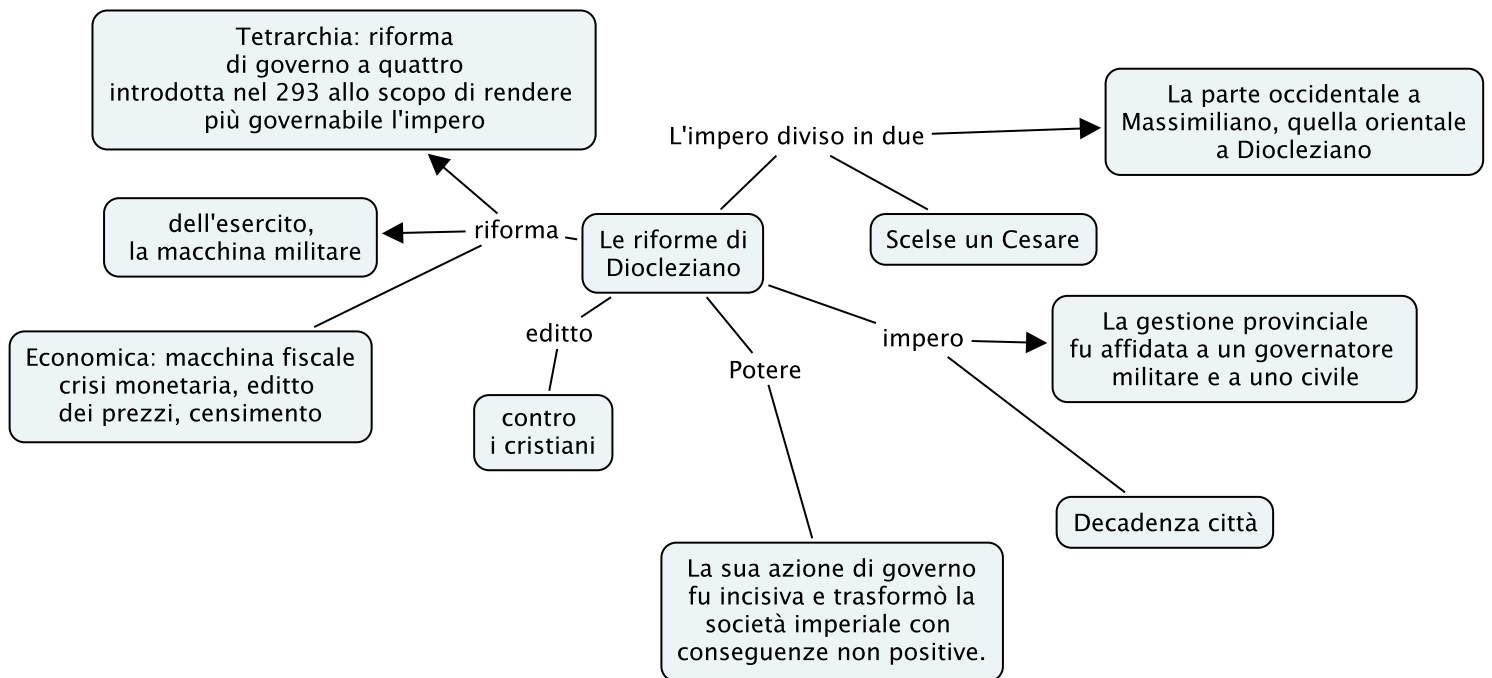 Tetrarchia: riforma
di governo a quattro
introdotta nel 293 allo scopo di rendere
più governabile l'impero
L'impero diviso in due
La parte occidentale a
Massimiliano, quella orientale
a Diocleziano
dell'esercito,
la macchina militare
riforma
Le riforme di
Diocleziano
Scelse un Cesare
Economica: macchina fiscale
crisi monetaria, editto
dei prezzi, censimento
editto
contro
i cristiani
Potere
impero
La gestione provinciale
fu affidata a un governatore
militare e a uno civile
Decadenza città
La sua azione di governo
fu incisiva e trasformò la
società imperiale con
conseguenze non positive.